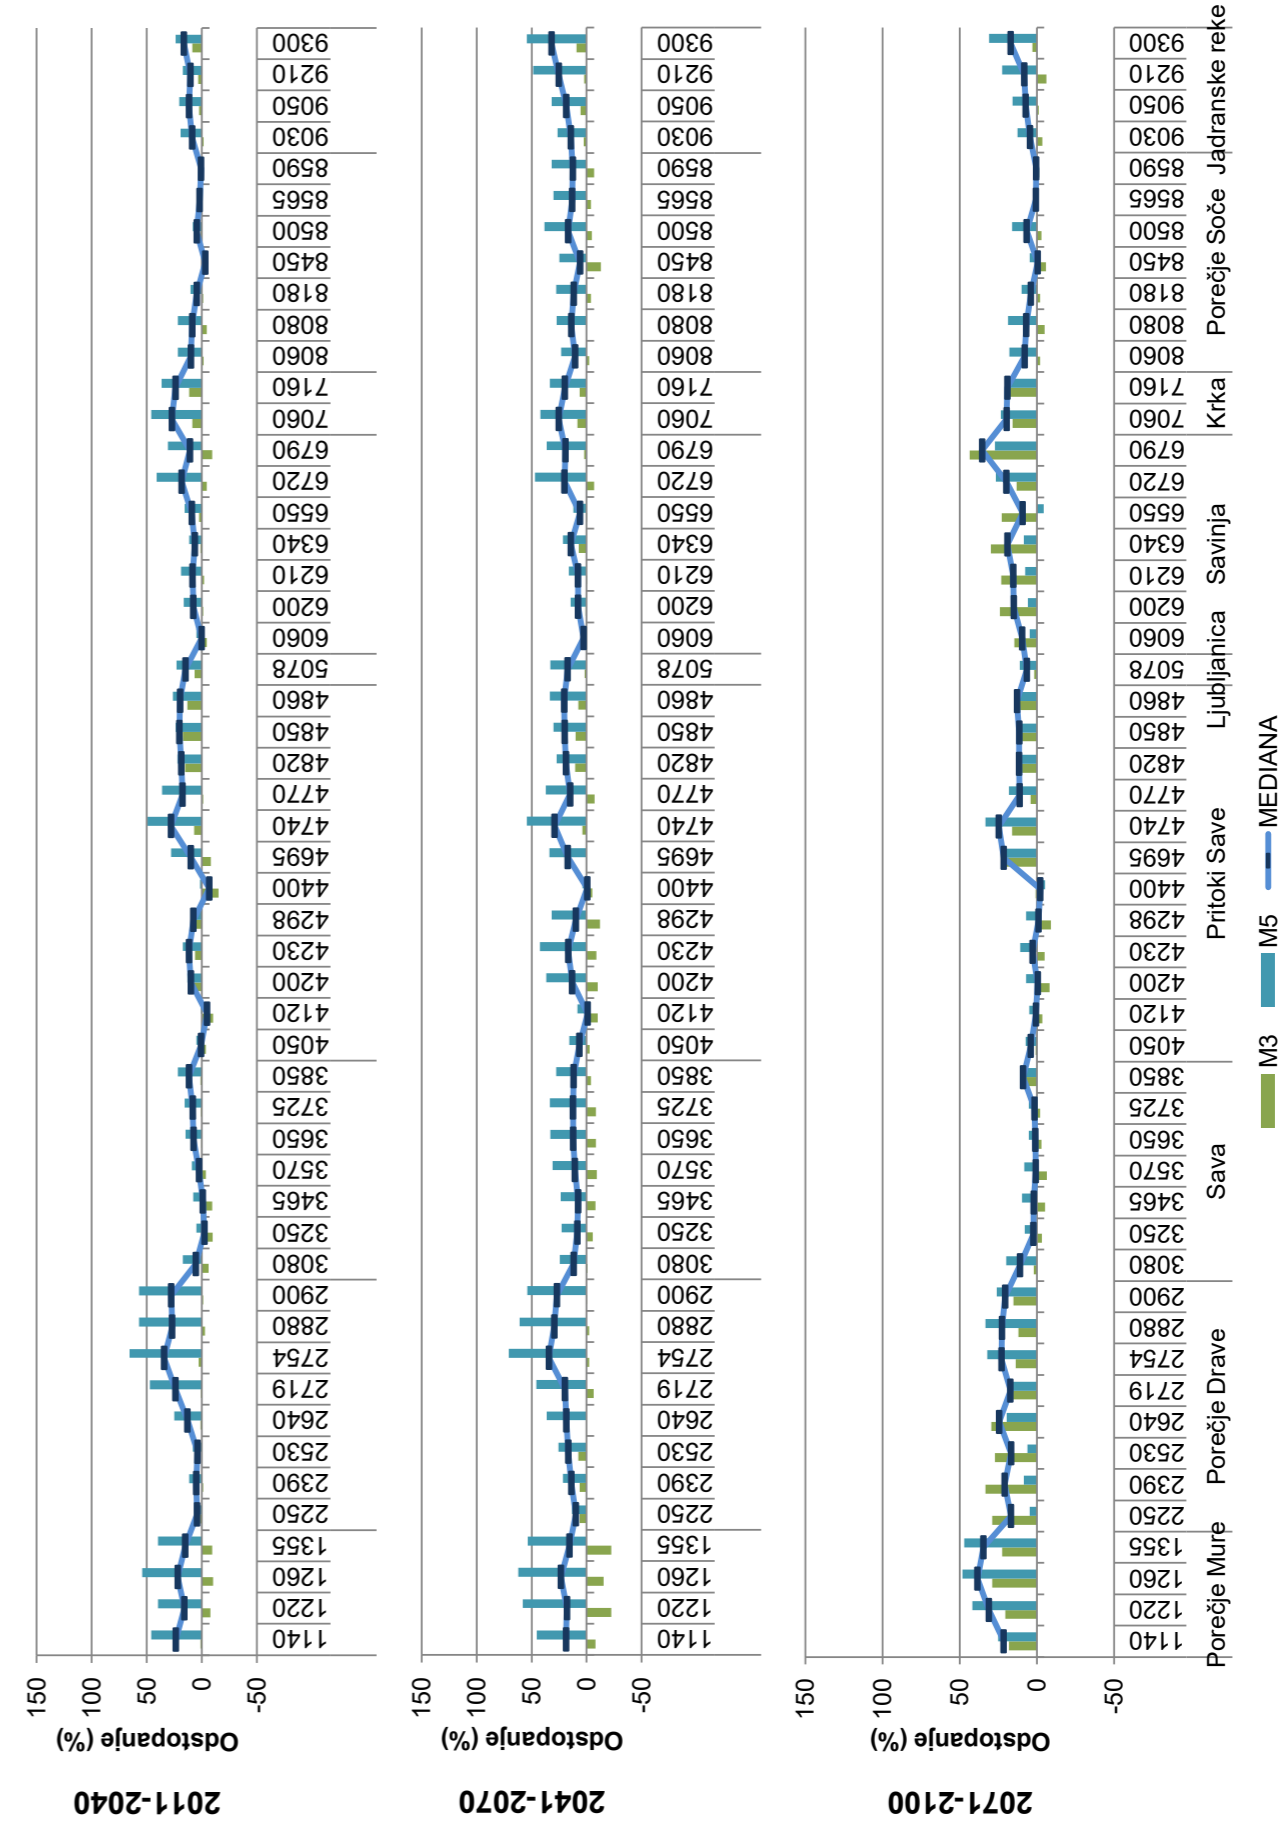 2011-2040
Odstopanje (%)
150
100
50
0
-50
1140 1220 1260 1355 2250 2390 2530 2640 2719 2754 2880 2900 3080 3250 3465 3570 3650 3725 3850 4050 4120 4200 4230 4298 4400 4695 4740 4770 4820 4850 4860 5078 6060 6200 6210 6340 6550 6720 6790 7060 7160 8060 8080 8180 8450 8500 8565 8590 9030 9050 9210 9300
2041-2070
Odstopanje (%)
150
100
50
0
-50
1140 1220 1260 1355 2250 2390 2530 2640 2719 2754 2880 2900 3080 3250 3465 3570 3650 3725 3850 4050 4120 4200 4230 4298 4400 4695 4740 4770 4820 4850 4860 5078 6060 6200 6210 6340 6550 6720 6790 7060 7160 8060 8080 8180 8450 8500 8565 8590 9030 9050 9210 9300
2071-2100
Odstopanje (%)
150
100
50
0
-50
1140 1220 1260 1355 2250 2390 2530 2640 2719 2754 2880 2900 3080 3250 3465 3570 3650 3725 3850 4050 4120 4200 4230 4298 4400 4695 4740 4770 4820 4850 4860 5078 6060 6200 6210 6340 6550 6720 6790 7060 7160 8060 8080 8180 8450 8500 8565 8590 9030 9050 9210 9300
Porečje Mure Porečje Drave Sava Pritoki Save Ljubljanica Savinja Krka Porečje Soče Jadranske reke
M3 M5 MEDIANA